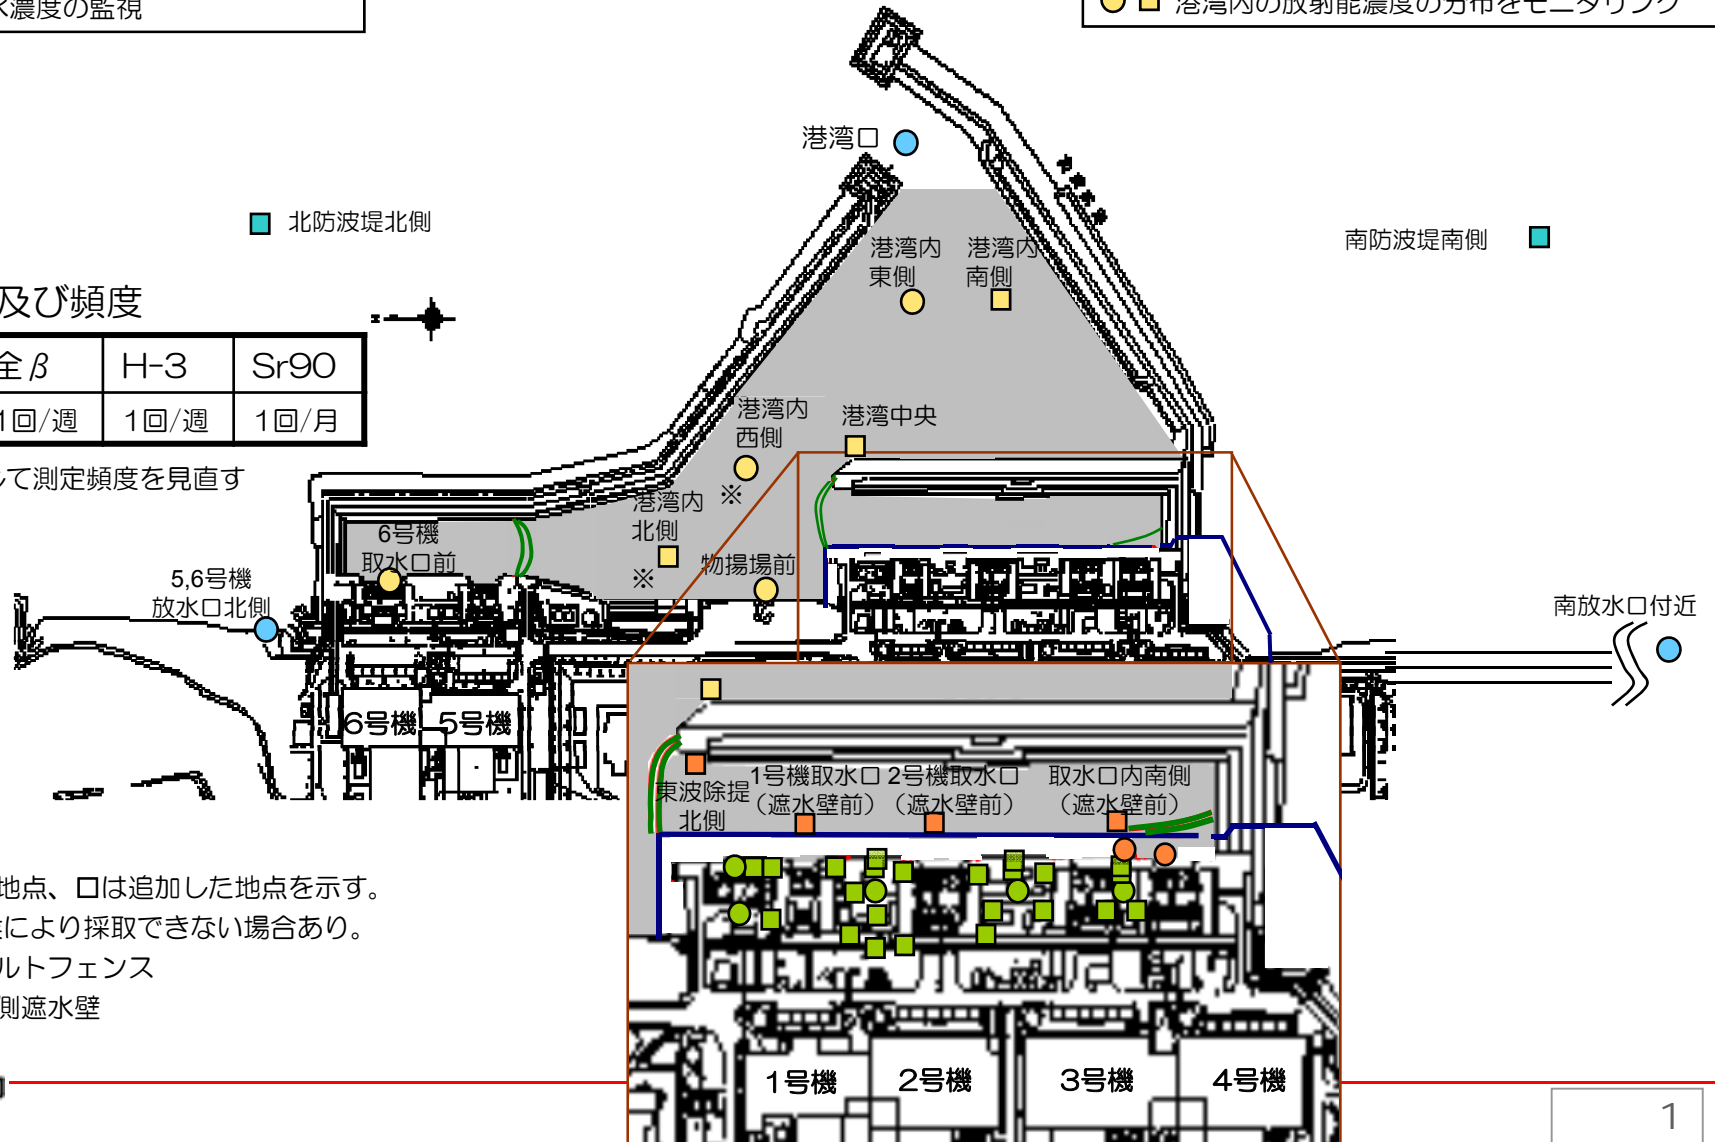 水濃度の監視
港湾内の放射能濃度の分布をモニタリング
港湾口
北防波堤北側
南防波堤南側
港湾内
東側
港湾内
南側
及び頻度
全β H-3 Sr90
1回/週 1回/週 1回/月
して測定頻度を見直す
港湾内
西側
※
港湾中央
港湾内
北側
※
6号機
取水口前
物揚場前
5,6号機
放水口北側
南放水口付近
6号機 5号機
東波除提
北側
1号機取水口
(遮水壁前)
2号機取水口
(遮水壁前)
取水口内南側
(遮水壁前)
地点、口は追加した地点を示す。
により採取できない場合あり。
ルトフェンス
側遮水壁
1号機 2号機 3号機 4号機
1